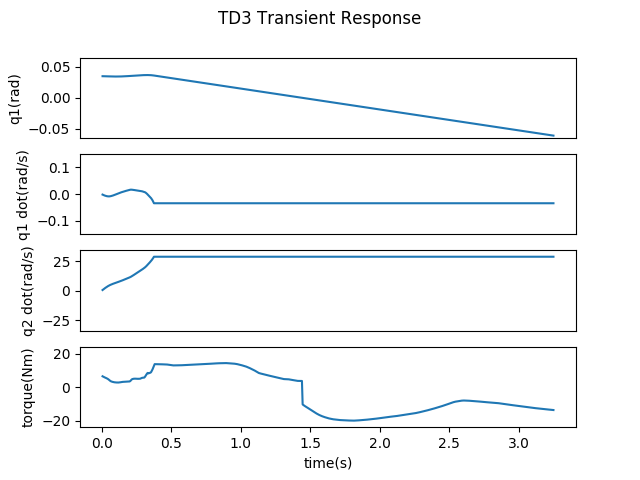 TD3 Transient Response
q1(rad)
0.05
0.00
−0.05
q1 dot(rad/s)
0.1
0.0
−0.1
q2 dot(rad/s)
25
0
−25
torque(Nm)
20
0
−20
0.0 0.5 1.0 1.5 2.0 2.5 3.0
time(s)